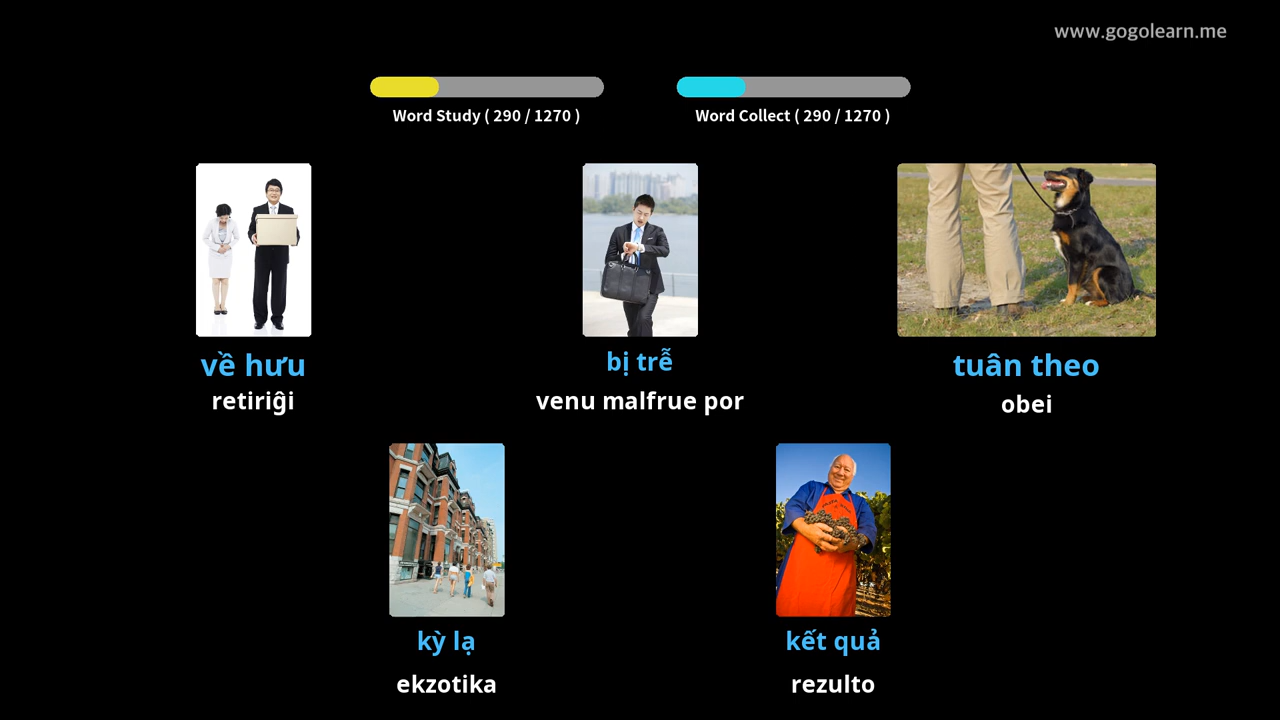 www.gogolearn.me
Word Study ( 290 / 1270 )
Word Collect ( 290 / 1270 )
về hưu
retiriĝi
bị trễ
venu malfrue por
tuân theo
obei
kỳ lạ
ekzotika
kết quả
rezulto